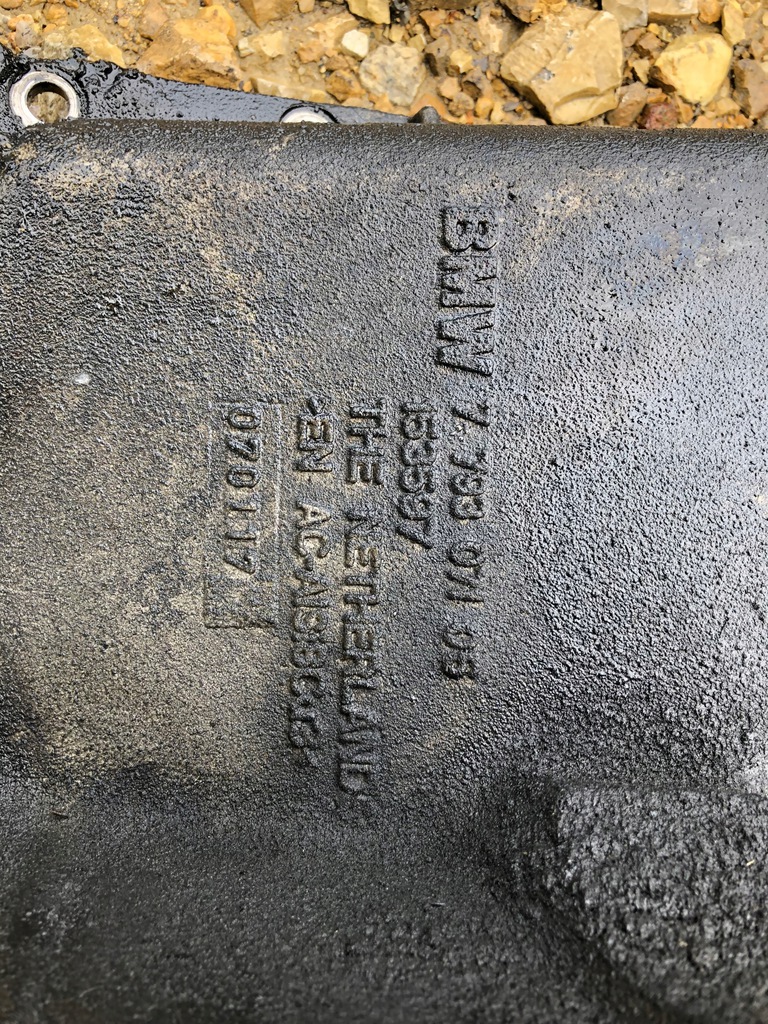 BMW 7.793 071 03
153597
THE NETHERLAND
>EN AC-AlSi9Cu3<
070117